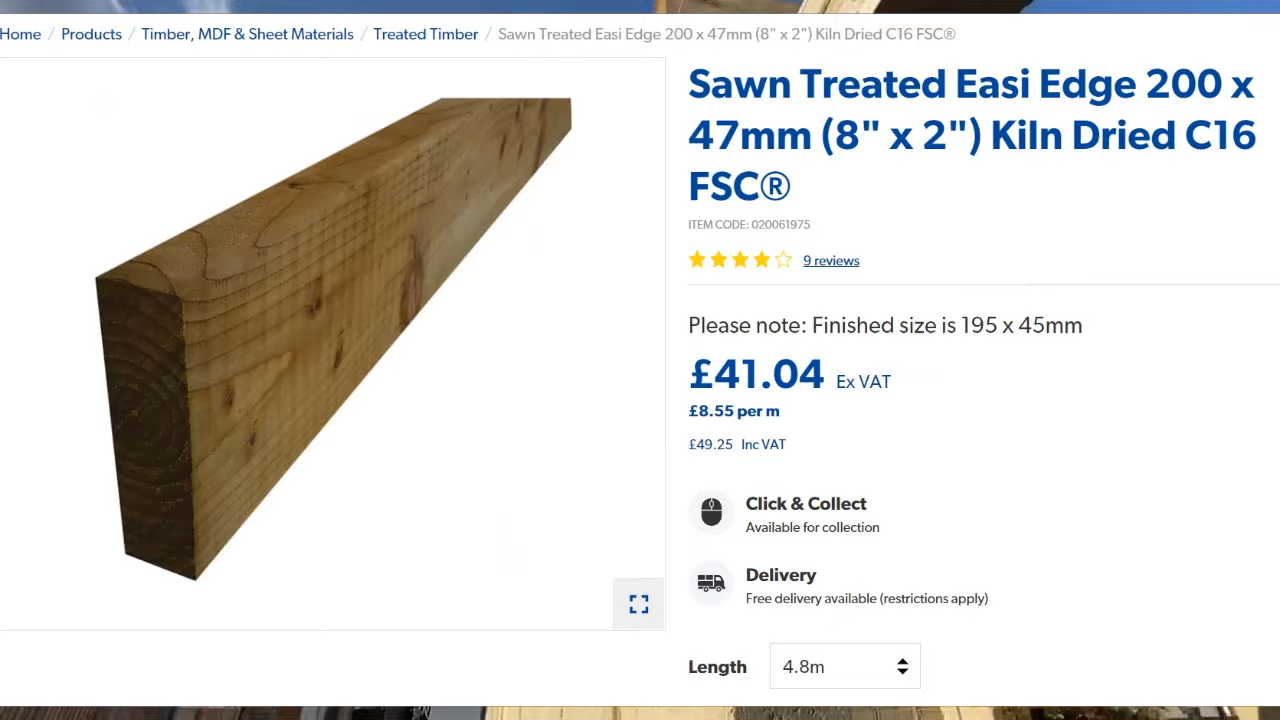 Home / Products / Timber, MDF & Sheet Materials / Treated Timber / Sawn Treated Easi Edge 200 x 47mm (8" x 2") Kiln Dried C16 FSC®
Sawn Treated Easi Edge 200 x
47mm (8" x 2") Kiln Dried C16
FSC®
ITEM CODE: 020061975
9 reviews
Please note: Finished size is 195 x 45mm
£41.04 Ex VAT
£8.55 per m
£49.25 Inc VAT
Click & Collect
Available for collection
Delivery
Free delivery available (restrictions apply)
Length 4.8m